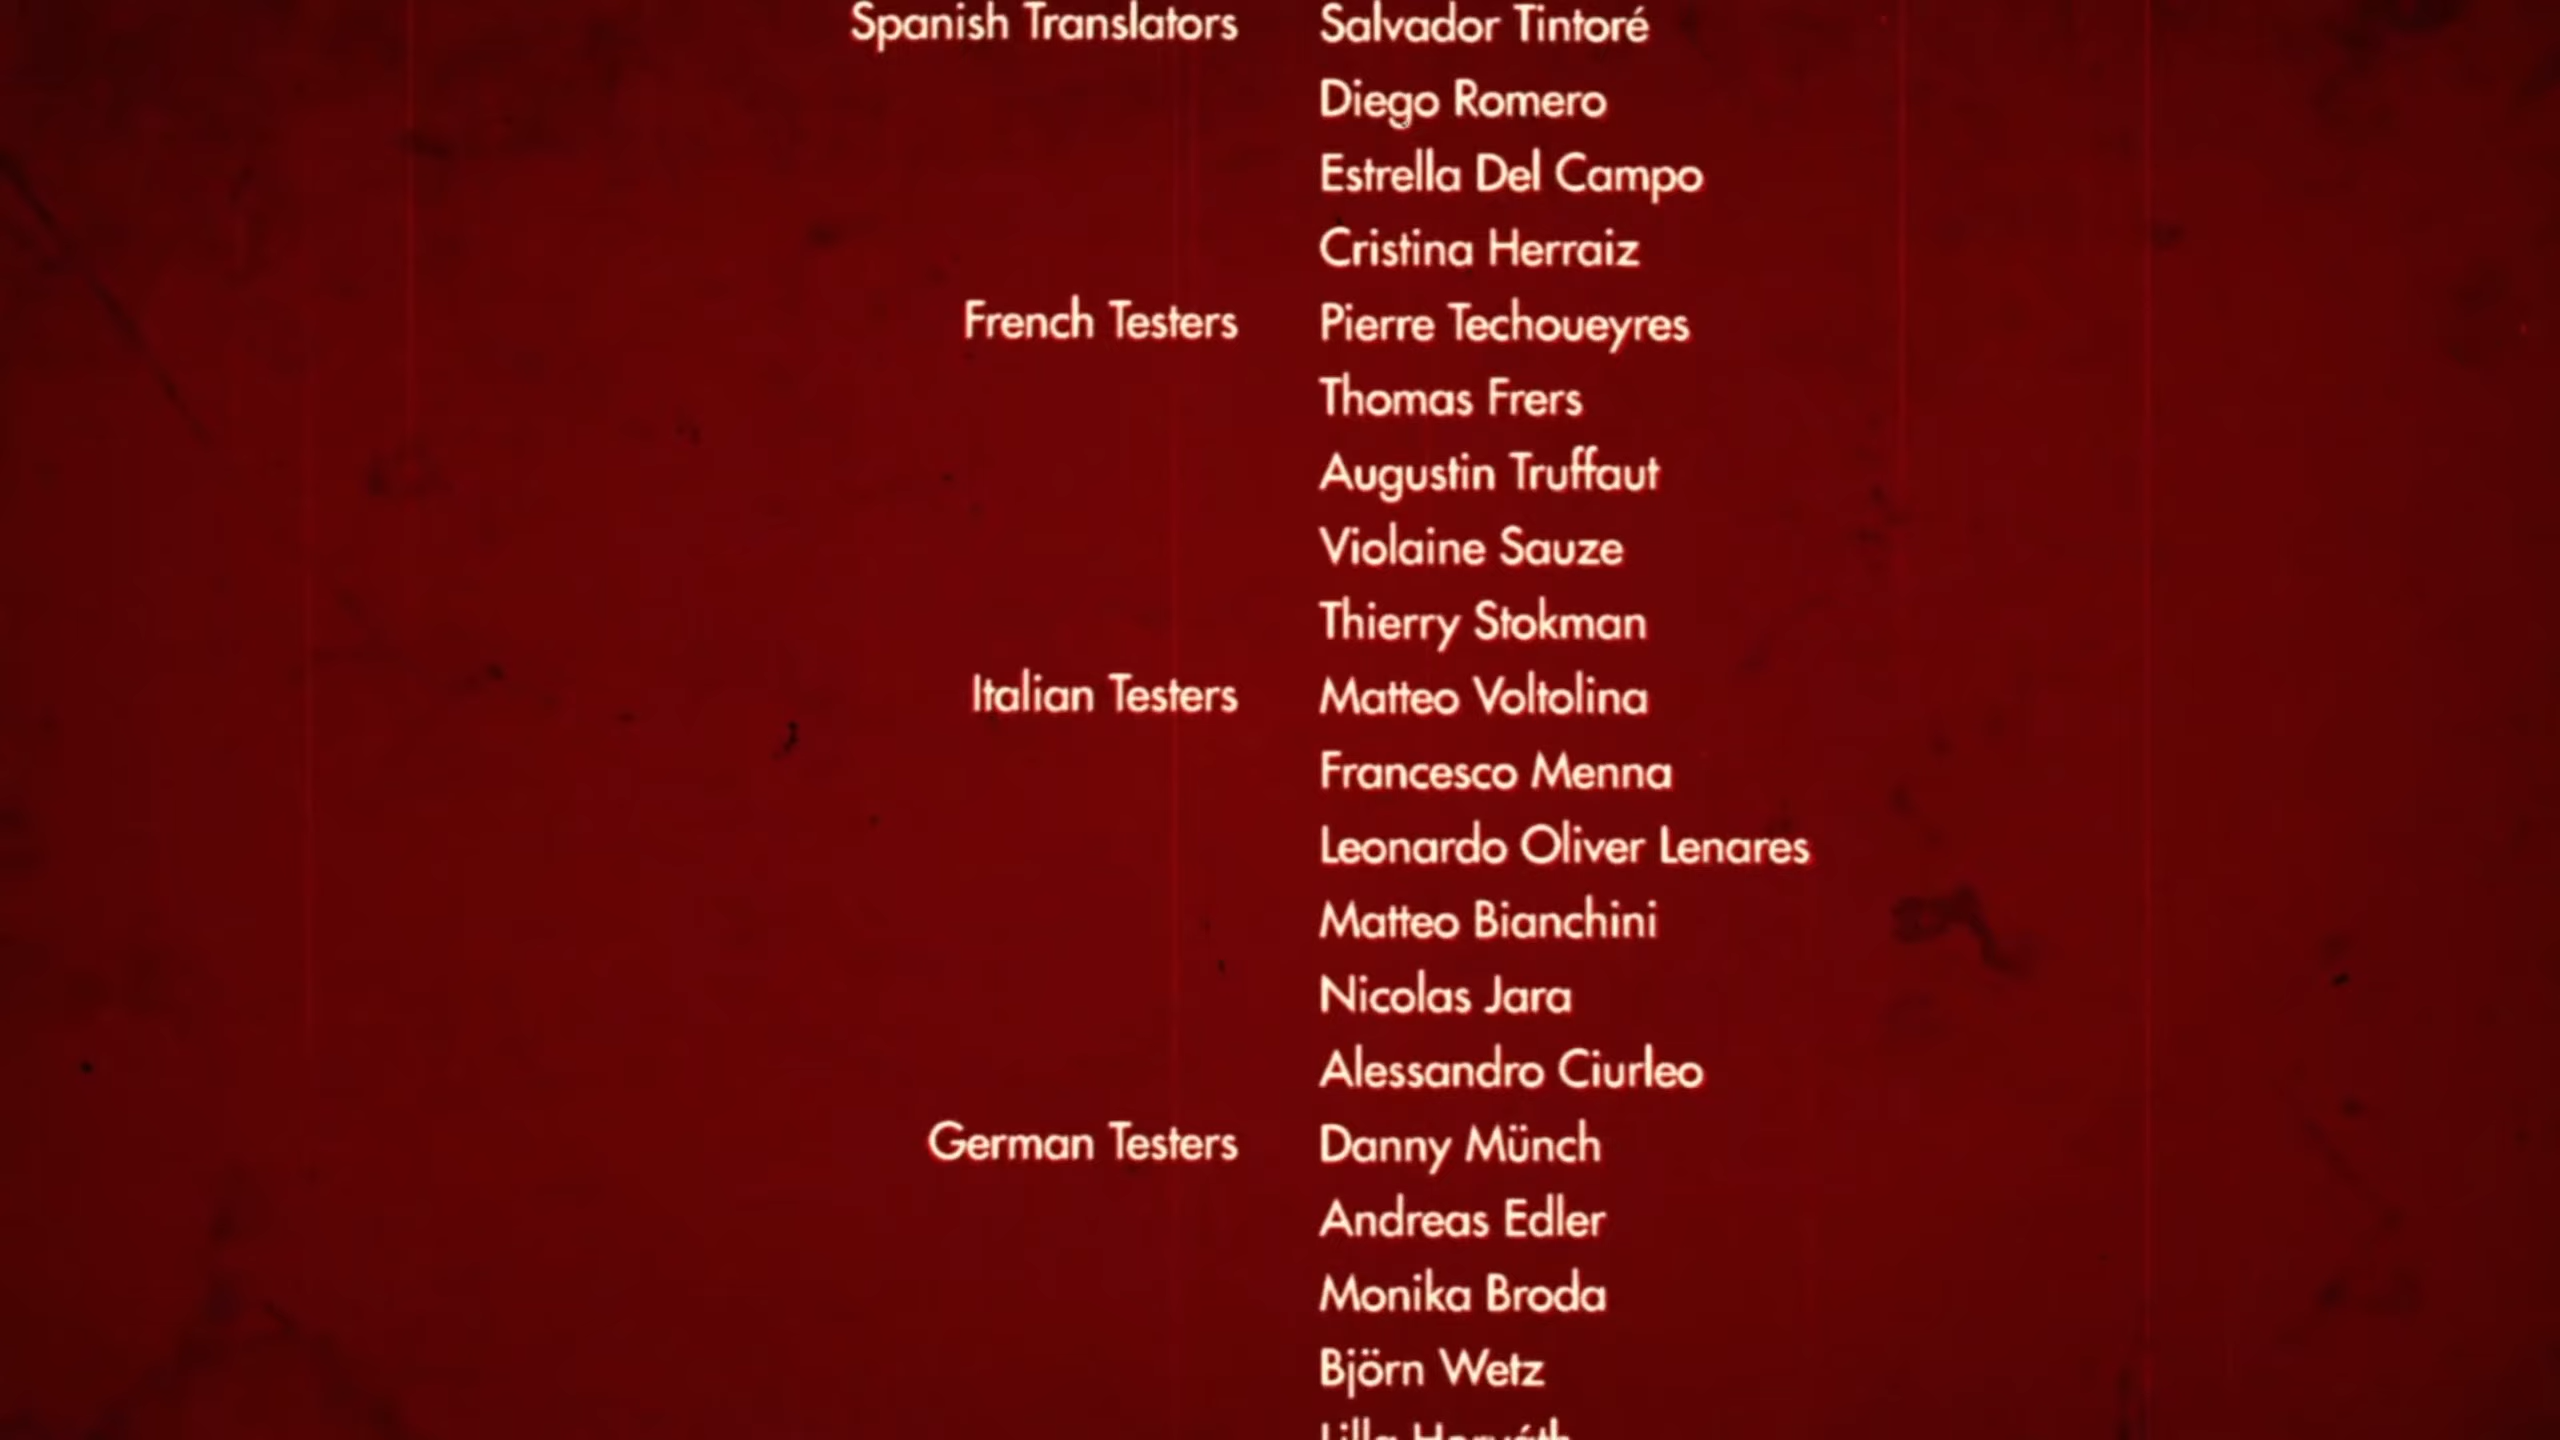 Spanish Translators Salvador Tintoré
Diego Romero
Estrella Del Campo
Cristina Herraiz
French Testers Pierre Techoueyres
Thomas Frers
Augustin Truffaut
Violaine Sauze
Thierry Stokman
Italian Testers Matteo Voltolina
Francesco Menna
Leonardo Oliver Lenares
Matteo Bianchini
Nicolas Jara
Alessandro Ciurleo
German Testers Danny Münch
Andreas Edler
Monika Broda
Björn Wetz
Lilla Horváth